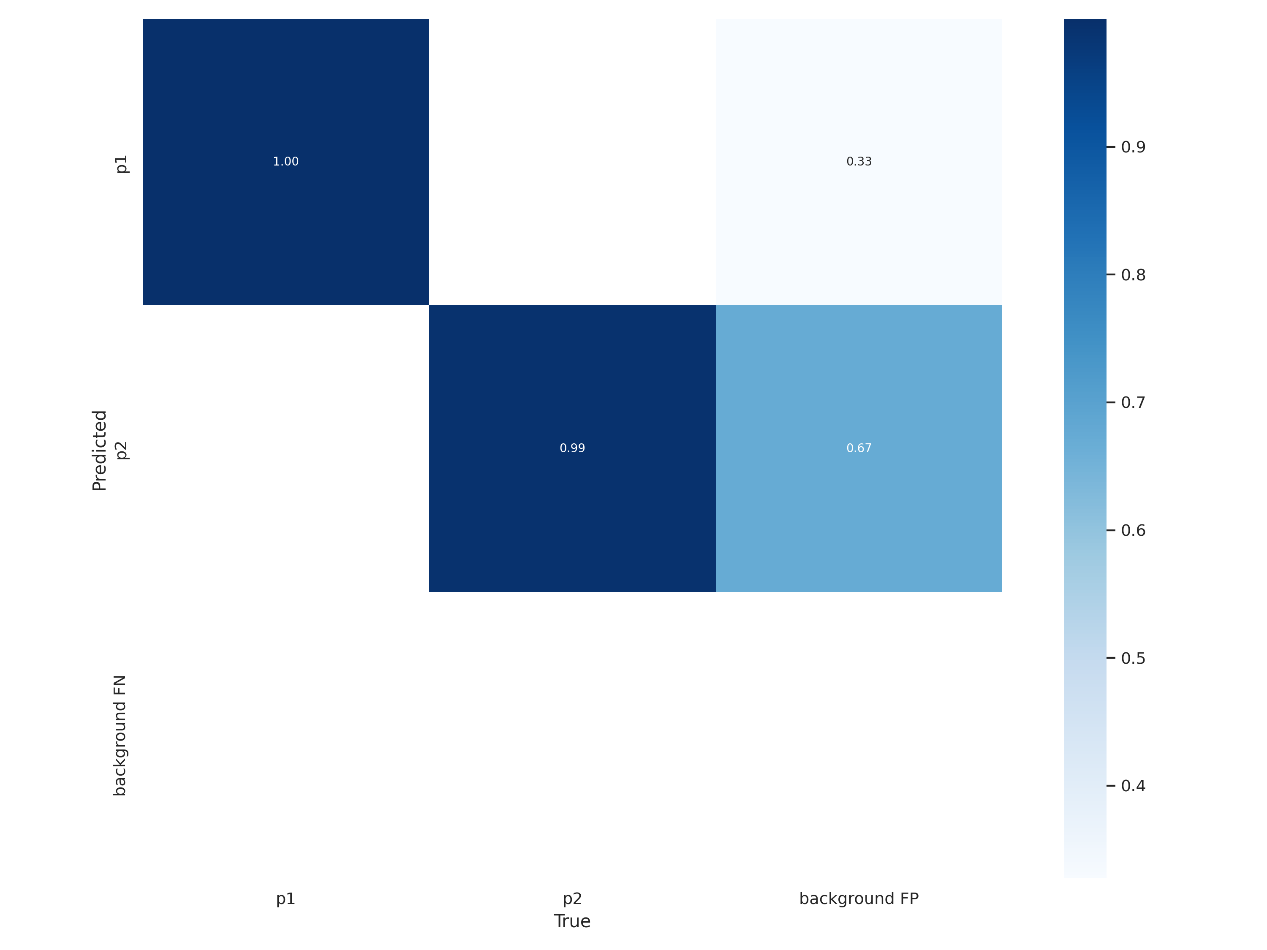 p1
1.00
0.33
Predicted
p2
0.99
0.67
background FN
p1
p2
background FP
True
0.9
0.8
0.7
0.6
0.5
0.4